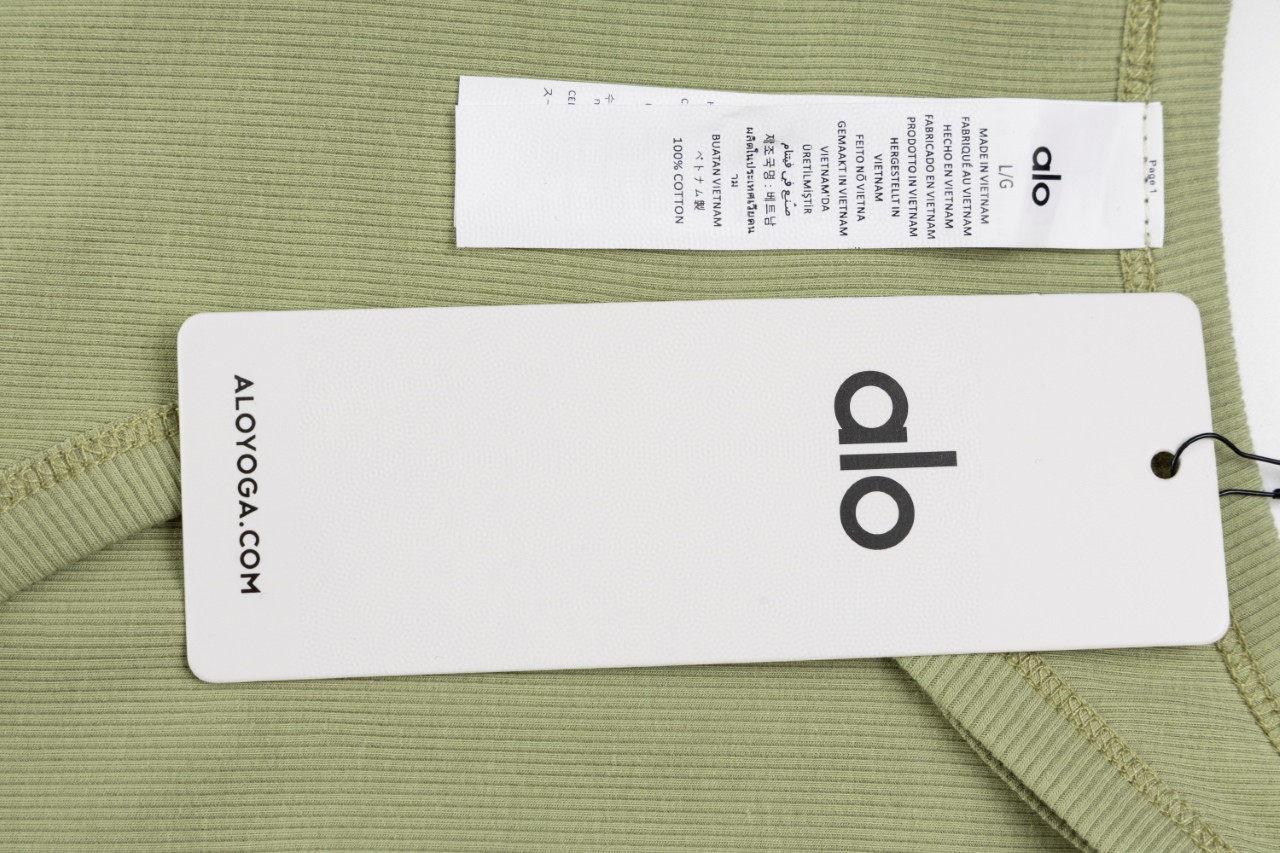 Page 1
alo
L/G
MADE IN VIETNAM
FABRIQUÉ AU VIETNAM
HECHO EN VIETNAM
FABRICADO EN VIETNAM
PRODOTTO IN VIETNAM
HERGESTELLT IN
VIETNAM
FEITO NÕ VIETNA
GEMAAKT IN VIETNAM
VIETNAM'DA
ÜRETILMIŞTIR
صنع في فيتنام
제조국명 : 베트남
ผลิตในประเทศเวียดน
าม
BUATAN VIETNAM
ベトナム製
100% COTTON
alo
ALOYOGA.COM